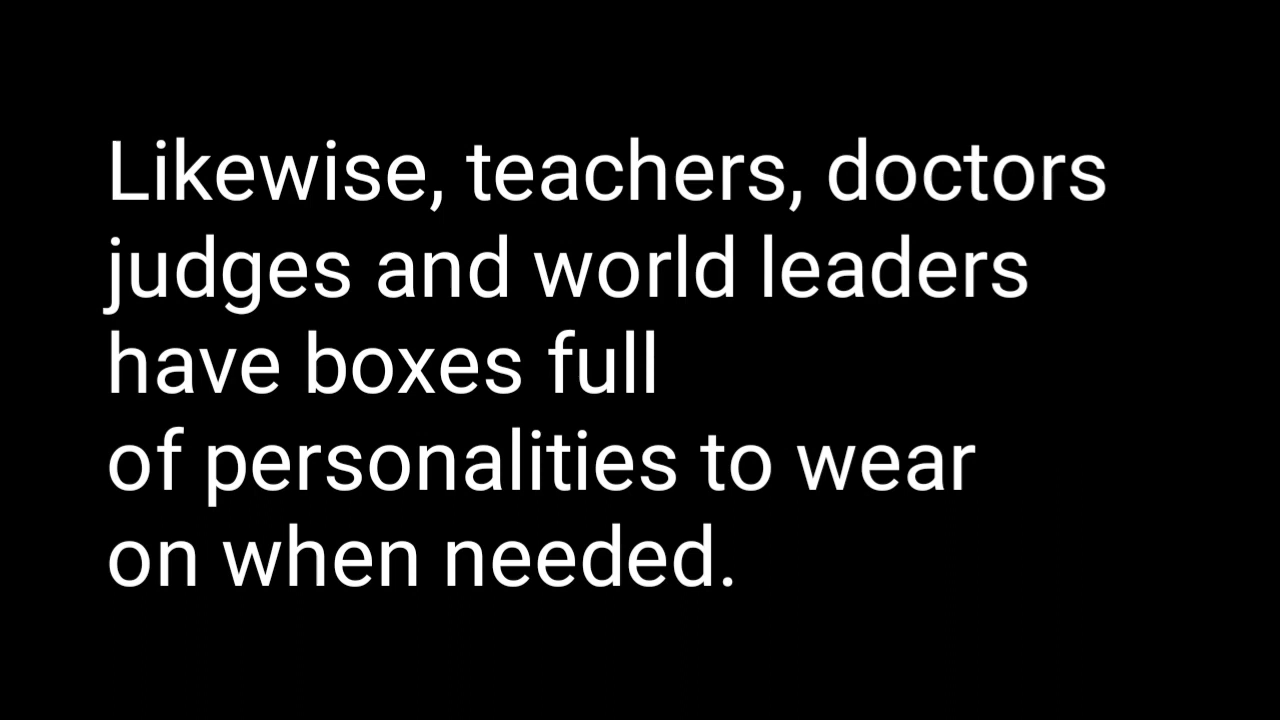 Likewise, teachers, doctors
judges and world leaders
have boxes full
of personalities to wear
on when needed.